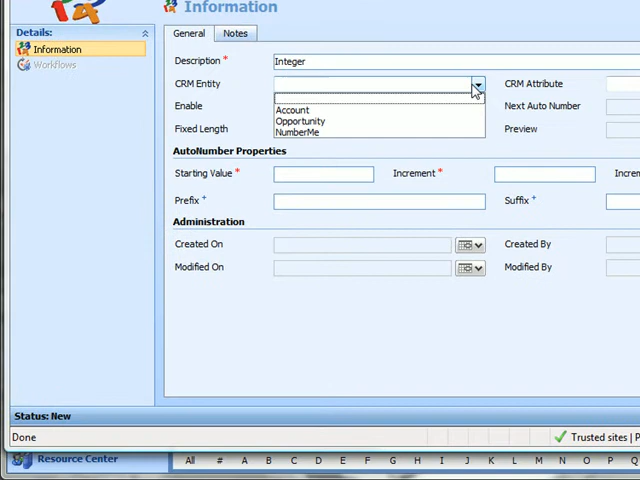 Information
Details:
Information
Workflows
General Notes
Description * Integer
CRM Entity CRM Attribute
Account
Opportunity
NumberMe
Enable Next Auto Number
Fixed Length Preview
AutoNumber Properties
Starting Value * Increment * Increm
Prefix + Suffix +
Administration
Created On Created By
Modified On Modified By
Status: New
Done Trusted sites | P
Resource Center All # A B C D E F G H I J K L M N O P Q